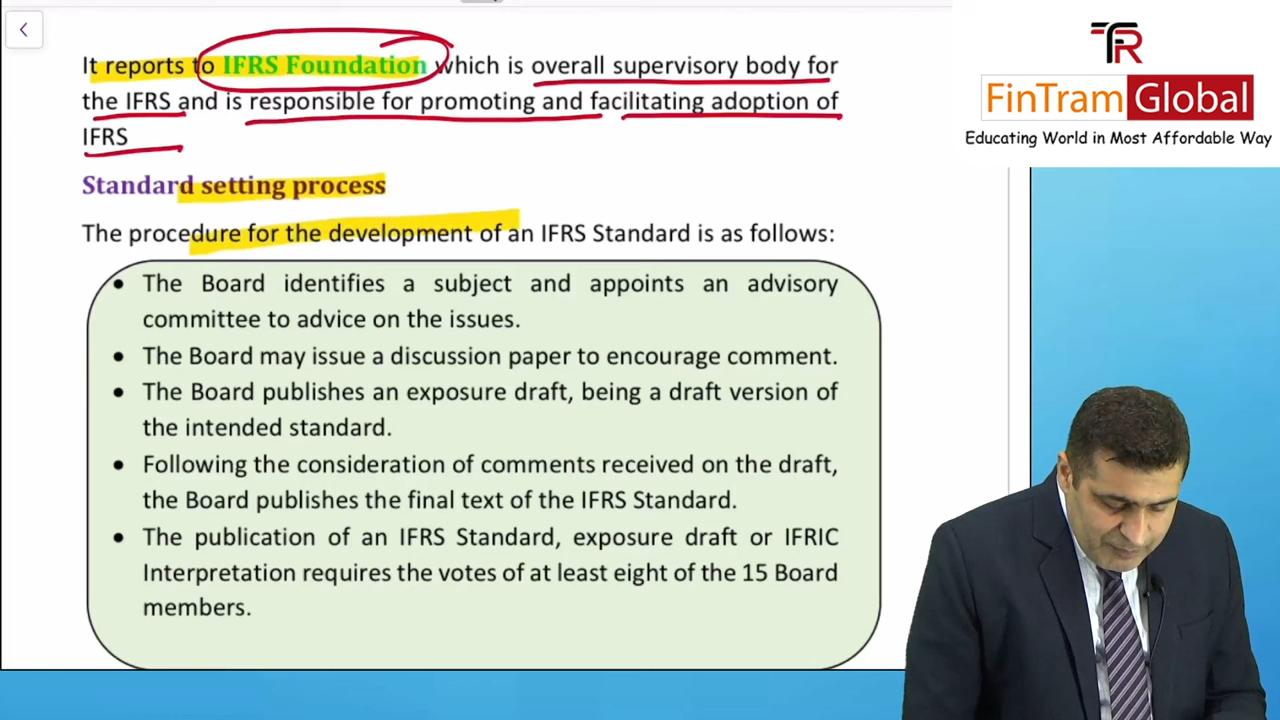 It reports to IFRS Foundation which is overall supervisory body for
the IFRS and is responsible for promoting and facilitating adoption of
IFRS
Standard setting process
The procedure for the development of an IFRS Standard is as follows:
• The Board identifies a subject and appoints an advisory
committee to advice on the issues.
• The Board may issue a discussion paper to encourage comment.
• The Board publishes an exposure draft, being a draft version of
the intended standard.
• Following the consideration of comments received on the draft,
the Board publishes the final text of the IFRS Standard.
• The publication of an IFRS Standard, exposure draft or IFRIC
Interpretation requires the votes of at least eight of the 15 Board
members.
FinTram Global
Educating World in Most Affordable Way